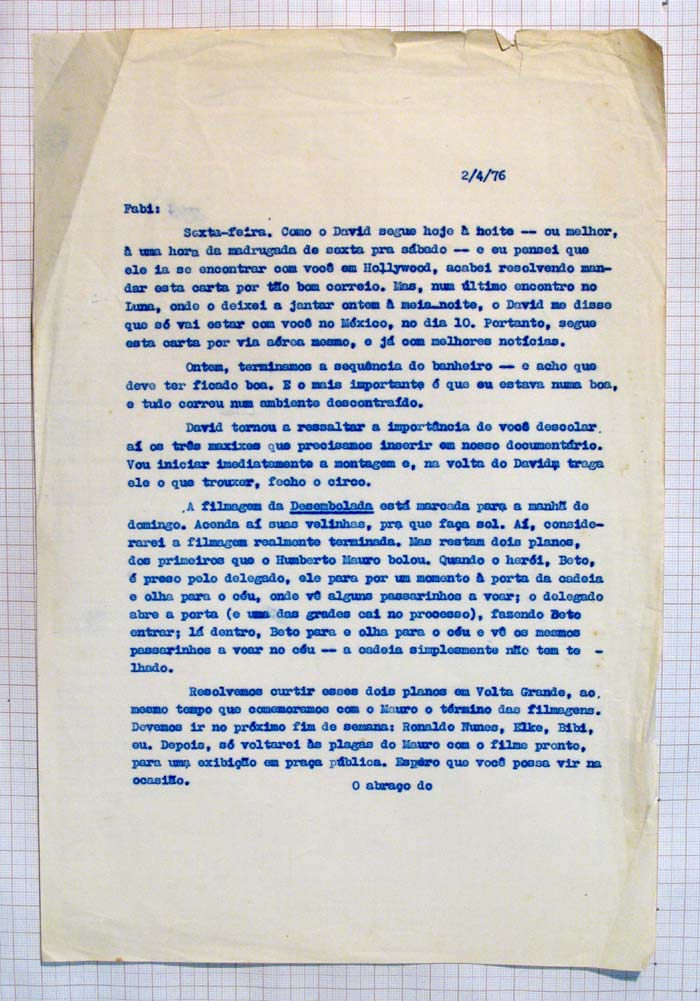 2/4/76
Fabi:
Sexta-feira. Como o David segue hoje à noite -- ou melhor,
à uma hora da madrugada de sexta pra sábado -- e eu pensei que
ele ia se encontrar com você em Hollywood, acabei resolvendo man-
dar esta carta por tão bom correio. Mas, num último encontro no
Luna, onde o deixei a jantar ontem à meia-noite, o David me disse
que só vai estar com você no México, no dia 10. Portanto, segue
esta carta por via aérea mesmo, e já com melhores notícias.
Ontem, terminamos a sequência do banheiro -- e acho que
deve ter ficado boa. E o mais importante é que eu estava numa boa,
e tudo correu num ambiente descontraído.
David tornou a ressaltar a importância de você descolar
aí os três maxixes que precisamos inserir em nosso documentário.
Vou iniciar imediatamente a montagem e, na volta do David, traga
ele o que trouxer, fecho o circo.
A filmagem da Desembolada está marcada para a manhã de
domingo. Acenda aí suas velinhas, pra que faça sol. Aí, conside-
rarei a filmagem realmente terminada. Mas restam dois planos,
dos primeiros que o Humberto Mauro bolou. Quando o herói, Beto,
é preso pelo delegado, ele para por um momento à porta da cadeia
e olha para o céu, onde vê alguns passarinhos a voar; o delegado
abre a porta (e uma das grades cai no processo), fazendo Beto
entrar; lá dentro, Beto para e olha para o céu e vê os mesmos
passarinhos a voar no céu -- a cadeia simplesmente não tem te -
lhado.
Resolvemos curtir esses dois planos em Volta Grande, ao
mesmo tempo que comemoramos com o Mauro o término das filmagens.
Devemos ir no próximo fim de semana: Ronaldo Nunes, Elke, Bibi,
eu. Depois, só voltarei às plagas do Mauro com o filme pronto,
para uma exibição em praça pública. Espero que você possa vir na
ocasião.
O abraço do